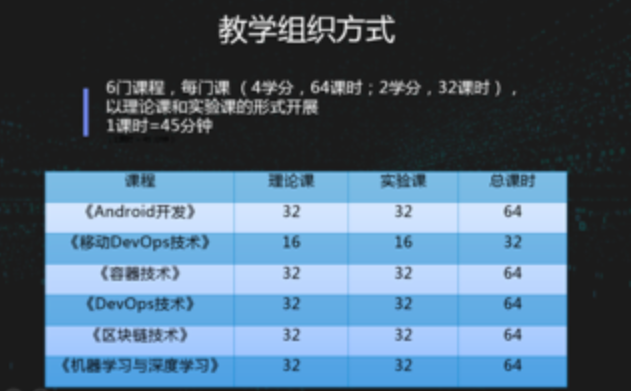 教学组织方式
6门课程，每门课（4学分，64课时；2学分，32课时），
以理论课和实验课的形式开展
1课时=45分钟
课程 理论课 实验课 总课时
《Android开发》 32 32 64
《移动DevOps技术》 16 16 32
《容器技术》 32 32 64
《DevOps技术》 32 32 64
《区块链技术》 32 32 64
《机器学习与深度学习》 32 32 64